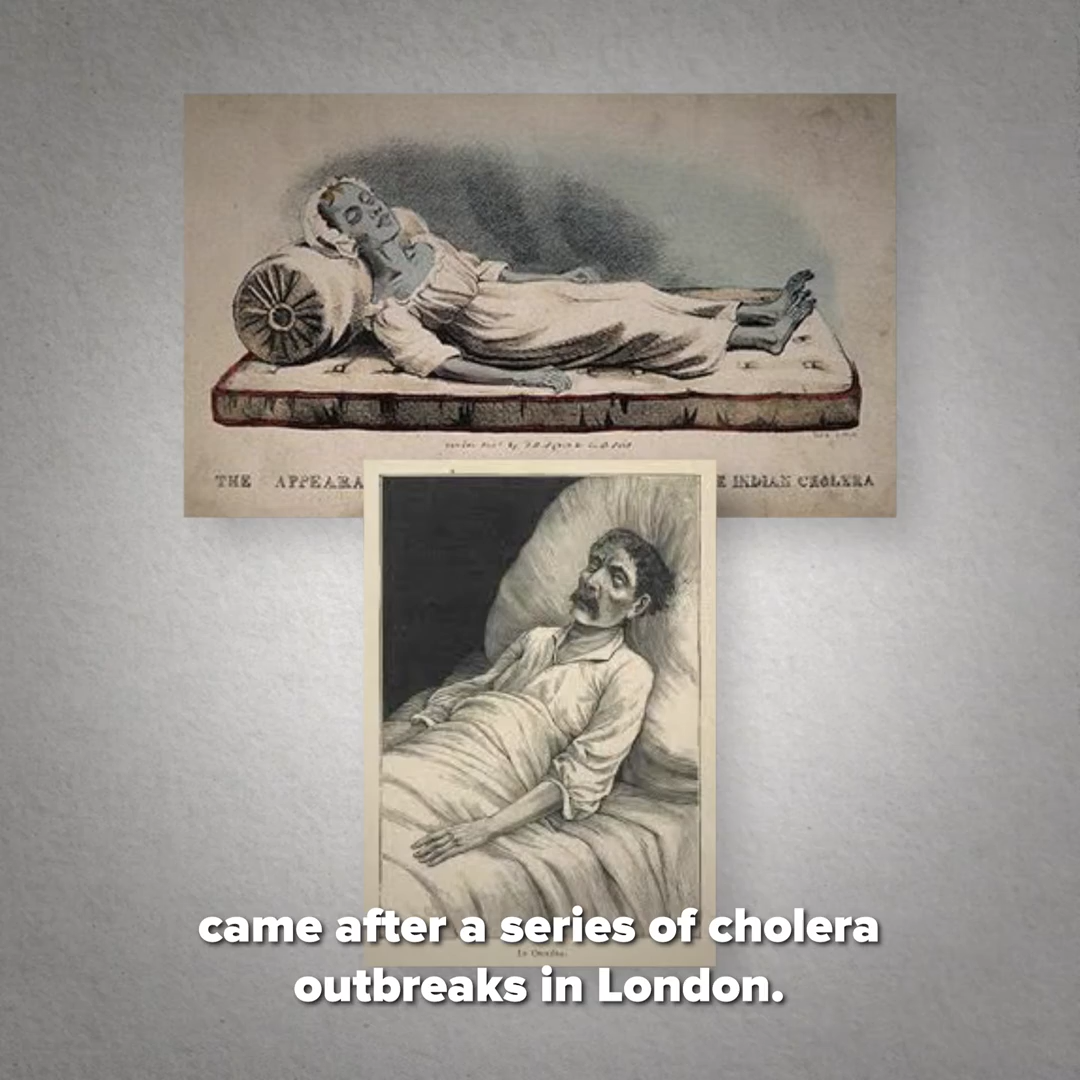 THE APPEARA
E INDIAN CHOLERA
came after a series of cholera
outbreaks in London.